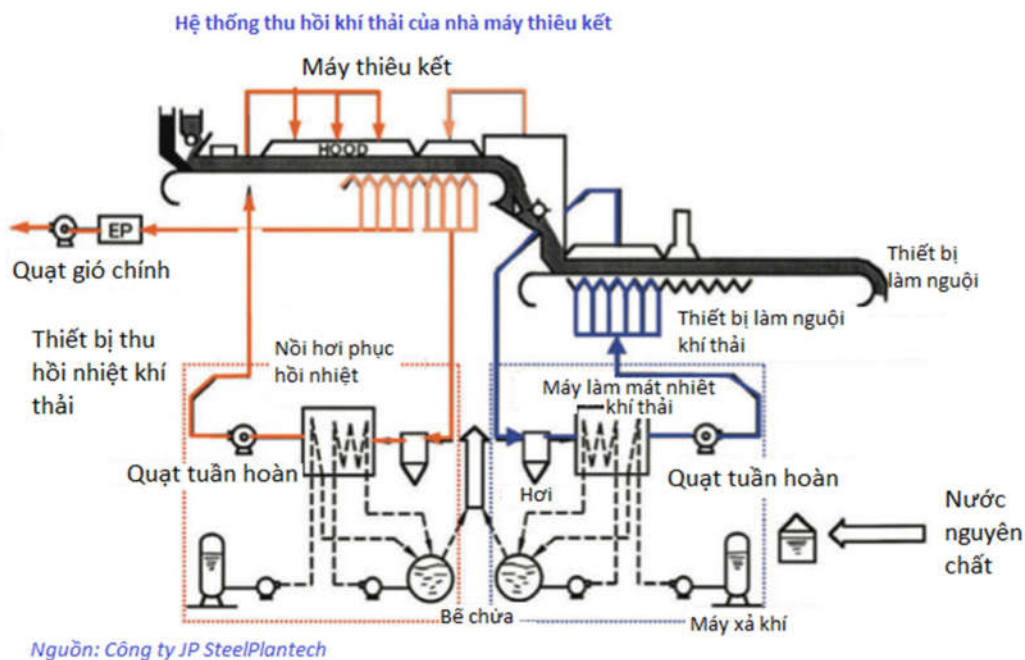 Hệ thống thu hồi khí thải của nhà máy thiêu kết
Máy thiêu kết
HOOD
EP
Quạt gió chính
Thiết bị
làm nguội
Thiết bị làm nguội
khí thải
Thiết bị thu
hồi nhiệt khí
thải
Nồi hơi phục
hồi nhiệt
Máy làm mát nhiêt
khí thải
Quạt tuần hoàn
Hơi
Quạt tuần hoàn
Nước
nguyên
chất
Bế chừa
Máy xả khí
Nguồn: Công ty JP SteelPlantech